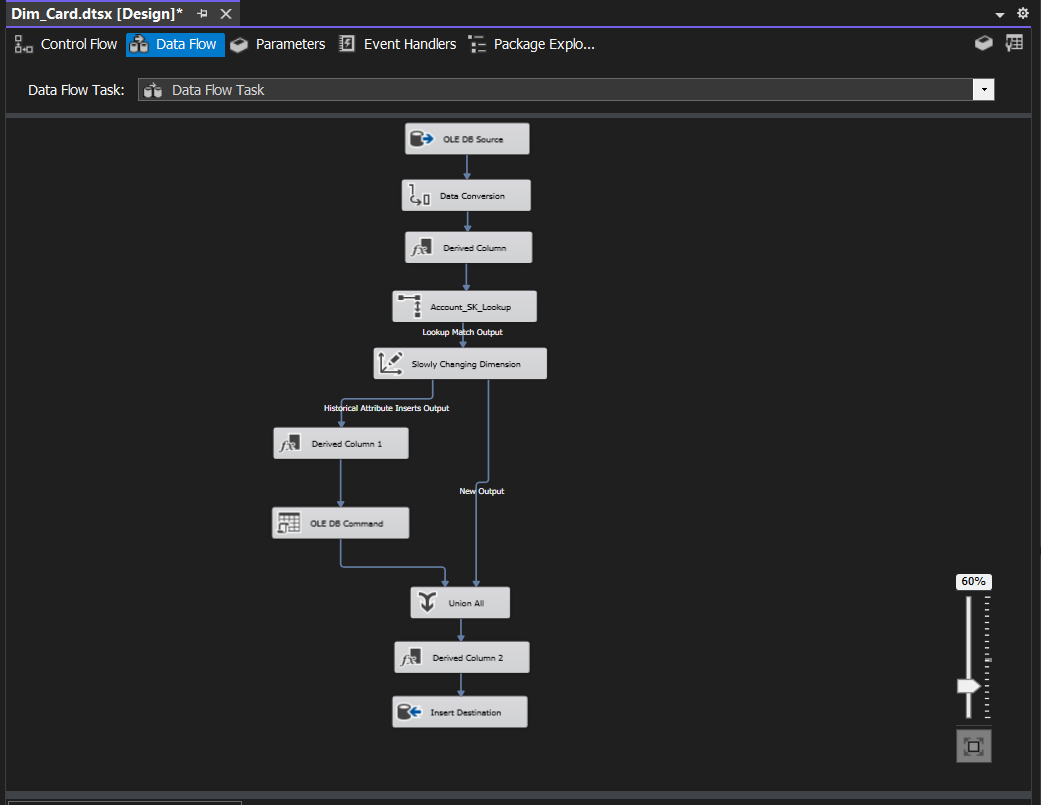 Dim_Card.dtsx [Design]*
Control Flow Data Flow Parameters Event Handlers Package Explo...
Data Flow Task: Data Flow Task
OLE DB Source
Data Conversion
Derived Column
Account_SK_Lookup
Lookup Match Output
Slowly Changing Dimension
Historical Attribute Inserts Output
Derived Column 1
New Output
OLE DB Command
60%
Union All
Derived Column 2
Insert Destination